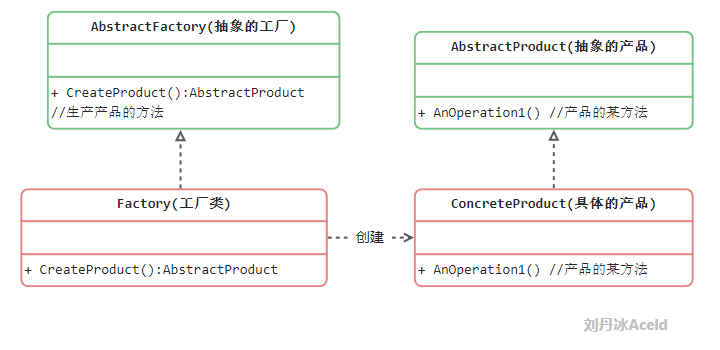 AbstractFactory(抽象的工厂)
+ CreateProduct():AbstractProduct
//生产产品的方法
AbstractProduct(抽象的产品)
+ AnOperation1() //产品的某方法
Factory(工厂类)
+ CreateProduct():AbstractProduct
创建
ConcreteProduct(具体的产品)
+ AnOperation1() //产品的某方法
刘丹冰Aceld